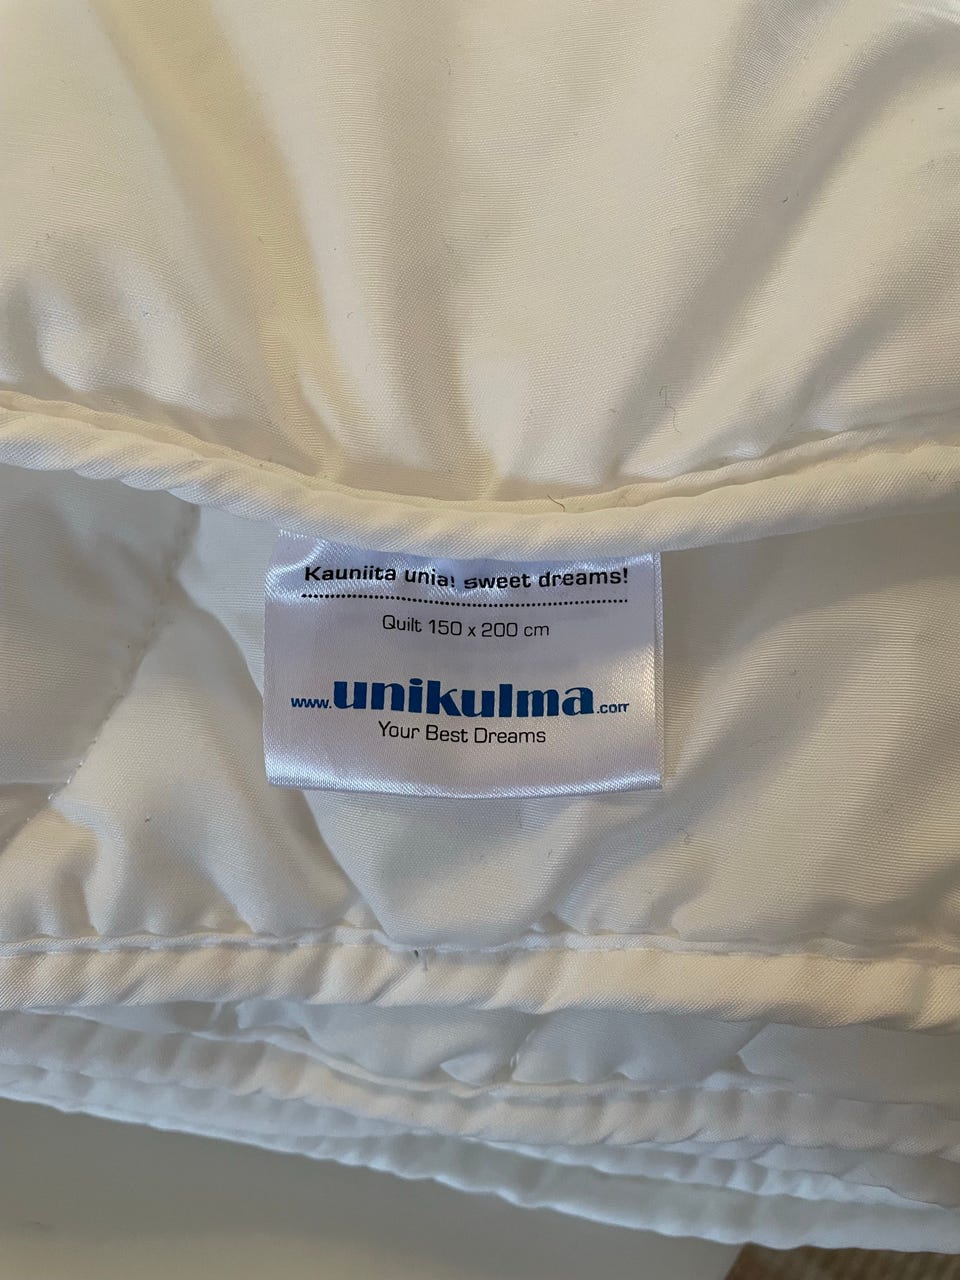 Kauniita unia! sweet dreams!
Quilt 150 x 200 cm
www.unikulma.com
Your Best Dreams